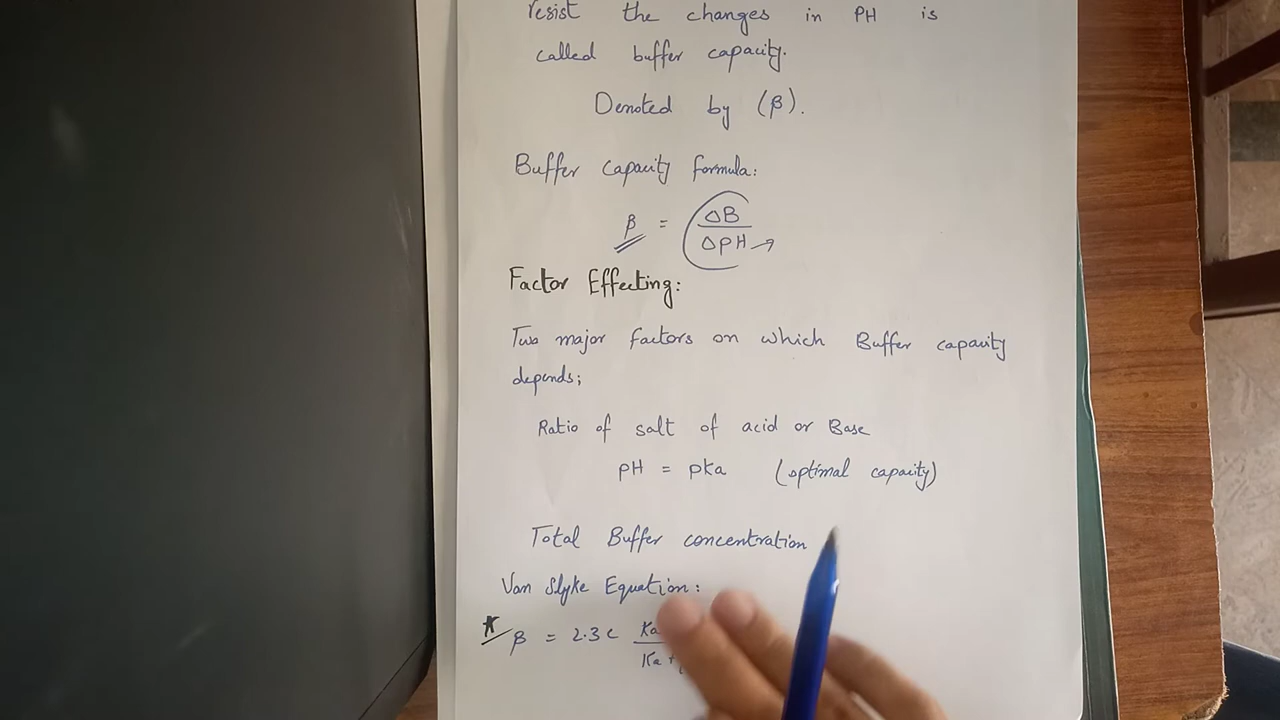 resist the changes in PH is
called buffer capacity.
Denoted by (β).
Buffer capacity formula:
β = ΔB
ΔPH →
Factor Effecting:
Two major factors on which Buffer capacity
depends;
Ratio of salt of acid or Base
pH = pka (optimal capacity)
Total Buffer concentration
Van Slyke Equation:
* β = 2.3 C Ka
Ka +